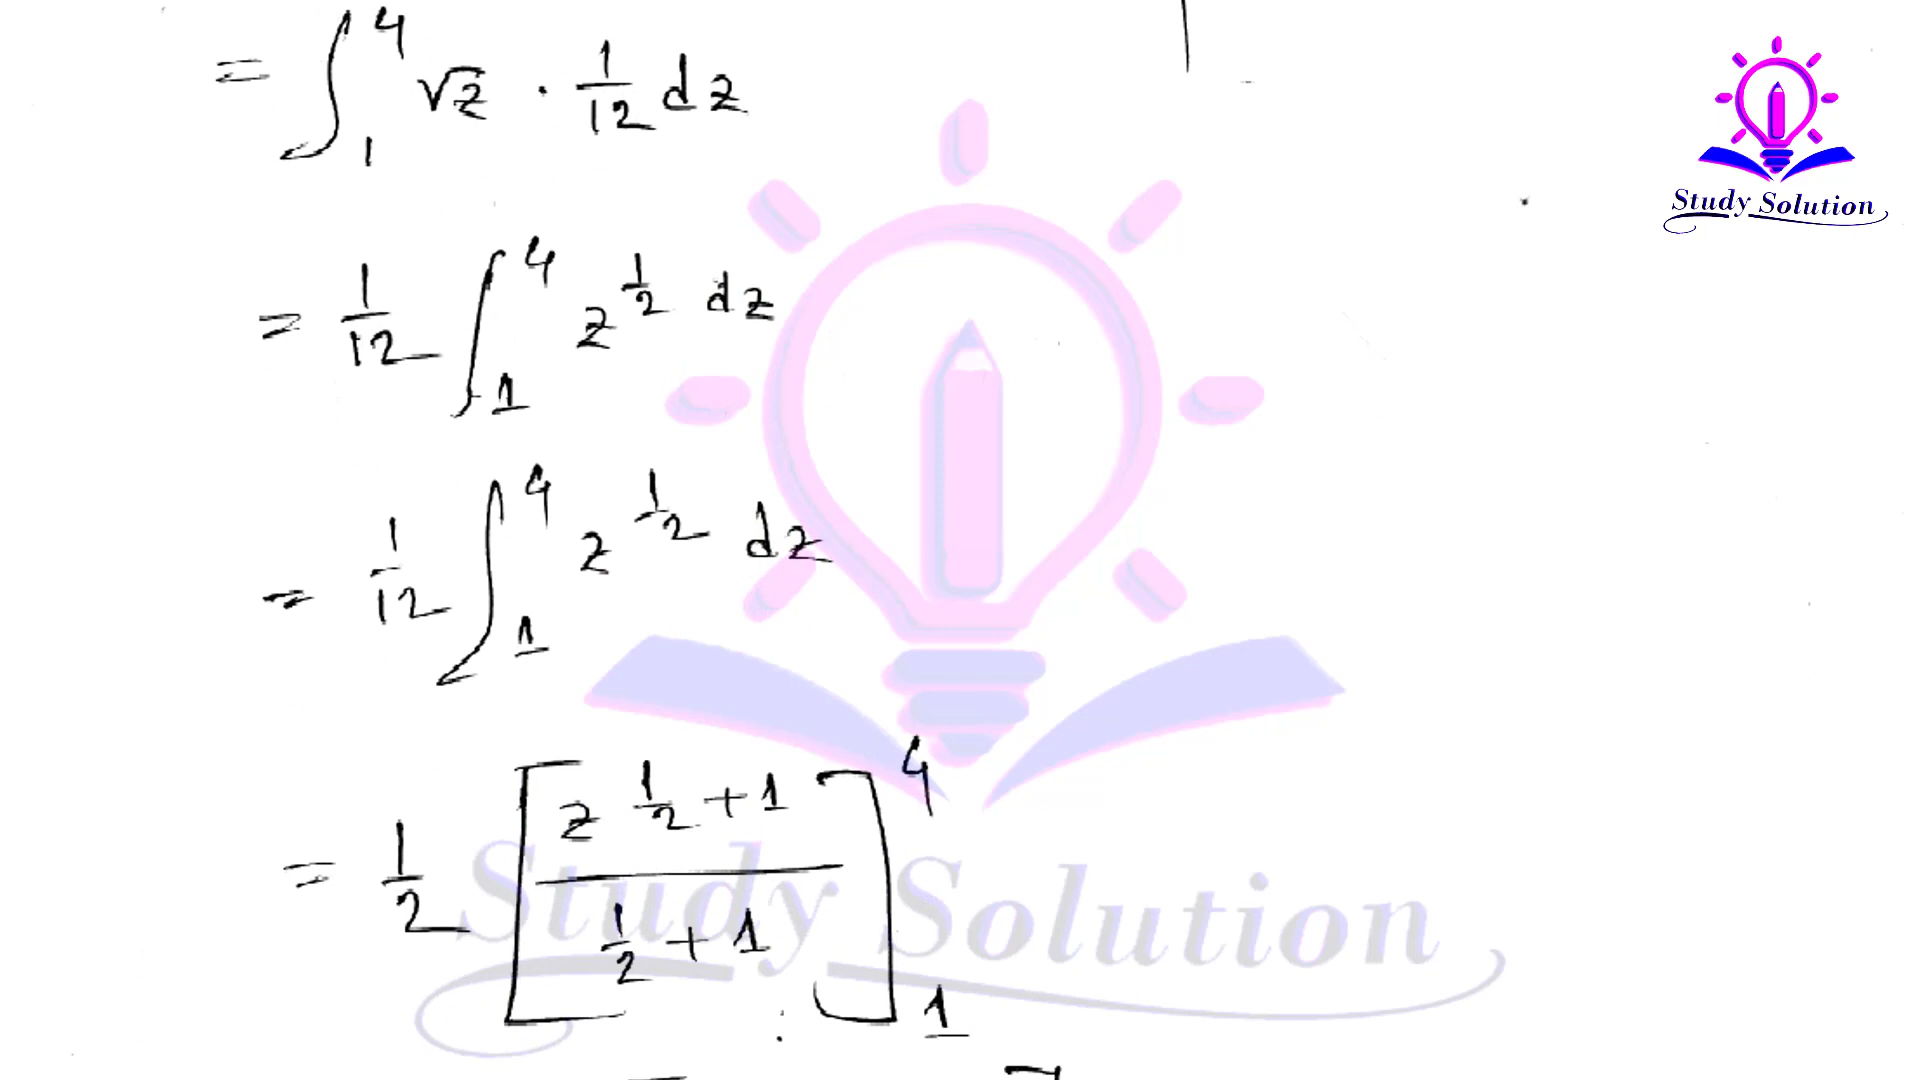 = ∫₁⁴ √z · 1/12 dz
Study Solution
= 1/12 ∫₁⁴ z^(1/2) dz
= 1/12 ∫₁⁴ z^(1/2) dz
= 1/2 [ z^(1/2 + 1) / (1/2 + 1) ]₁⁴
Study Solution